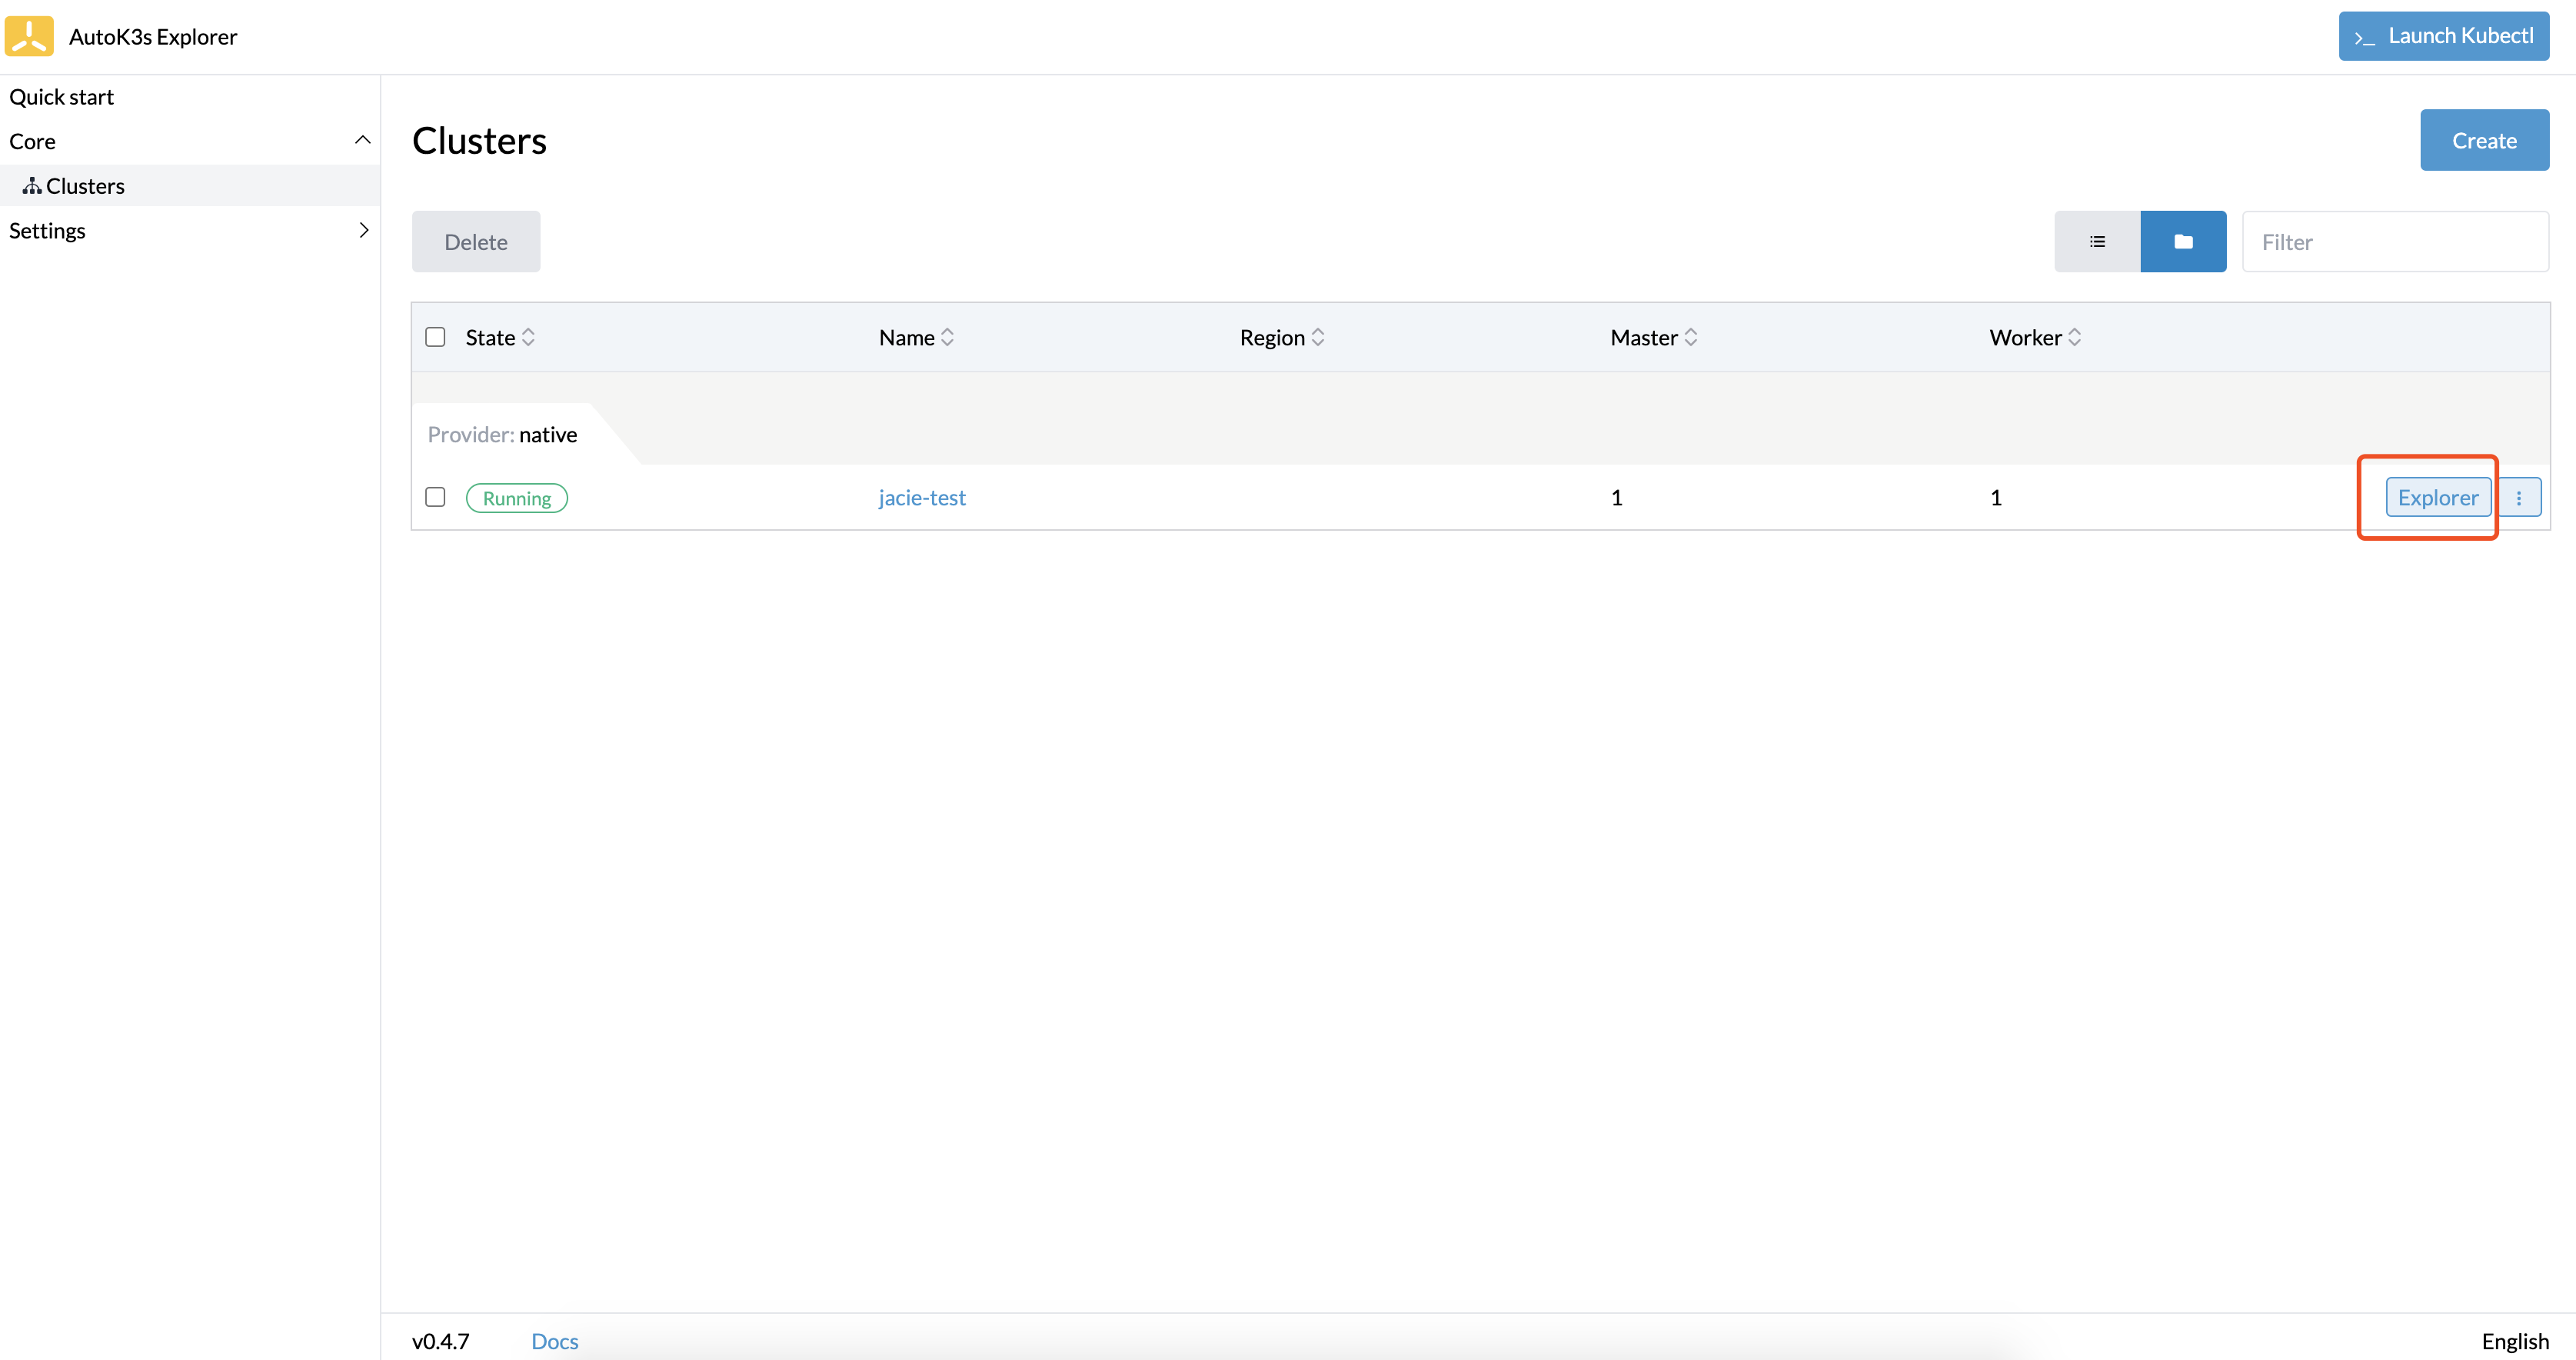 AutoK3s Explorer
>_ Launch Kubectl
Quick start
Core
Clusters
Settings
Clusters
Create
Delete
Filter
State Name Region Master Worker
Provider: native
Running jacie-test 1 1 Explorer
v0.4.7 Docs English